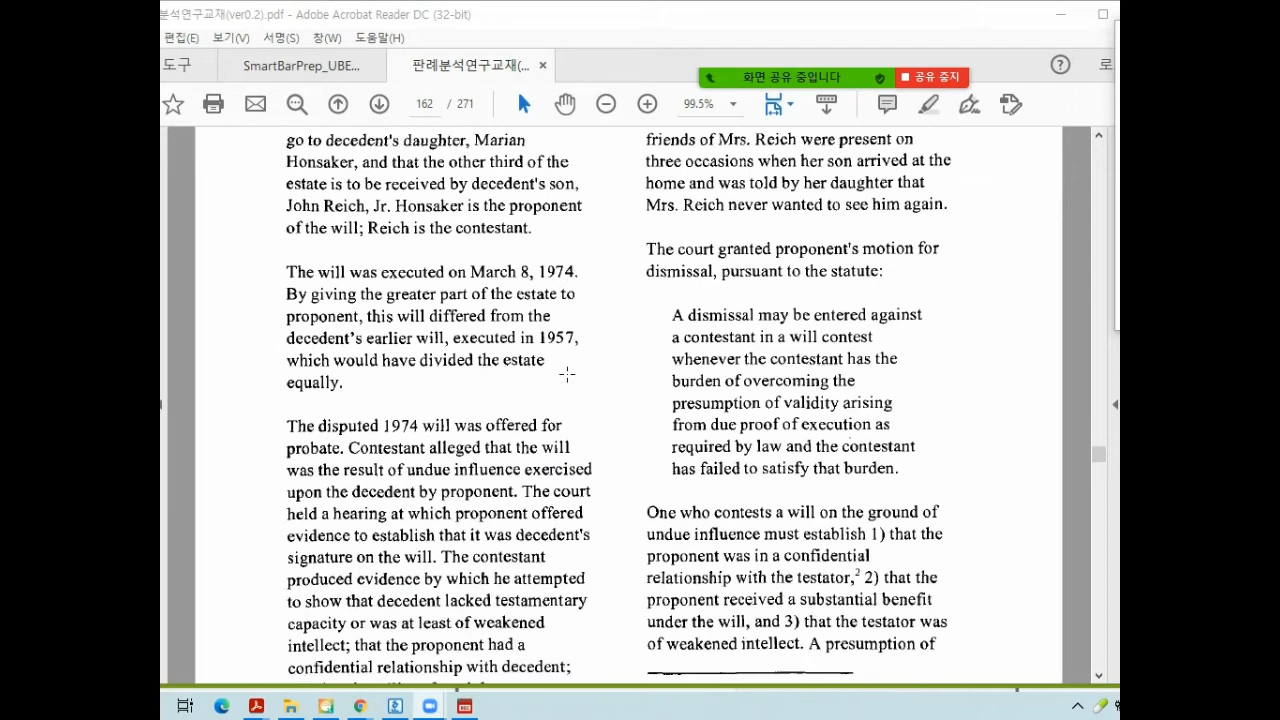 분석연구교재(ver0.2).pdf - Adobe Acrobat Reader DC (32-bit)
편집(E) 보기(V) 서명(S) 창(W) 도움말(H)
도구 SmartBarPrep_UBE... 판례분석연구교재(... ×
화면 공유 중입니다 공유 중지
로
162 / 271 99.5%
go to decedent's daughter, Marian
Honsaker, and that the other third of the
estate is to be received by decedent's son,
John Reich, Jr. Honsaker is the proponent
of the will; Reich is the contestant.
The will was executed on March 8, 1974.
By giving the greater part of the estate to
proponent, this will differed from the
decedent's earlier will, executed in 1957,
which would have divided the estate
equally.
The disputed 1974 will was offered for
probate. Contestant alleged that the will
was the result of undue influence exercised
upon the decedent by proponent. The court
held a hearing at which proponent offered
evidence to establish that it was decedent's
signature on the will. The contestant
produced evidence by which he attempted
to show that decedent lacked testamentary
capacity or was at least of weakened
intellect; that the proponent had a
confidential relationship with decedent;
friends of Mrs. Reich were present on
three occasions when her son arrived at the
home and was told by her daughter that
Mrs. Reich never wanted to see him again.
The court granted proponent's motion for
dismissal, pursuant to the statute:
A dismissal may be entered against
a contestant in a will contest
whenever the contestant has the
burden of overcoming the
presumption of validity arising
from due proof of execution as
required by law and the contestant
has failed to satisfy that burden.
One who contests a will on the ground of
undue influence must establish 1) that the
proponent was in a confidential
relationship with the testator,² 2) that the
proponent received a substantial benefit
under the will, and 3) that the testator was
of weakened intellect. A presumption of